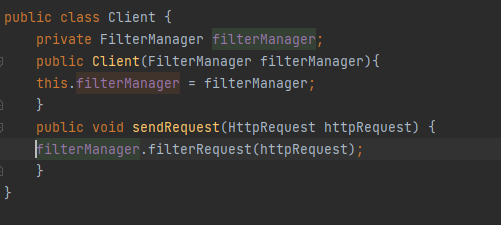 public class Client {
    private FilterManager filterManager;
    public Client(FilterManager filterManager){
    this.filterManager = filterManager;
    }
    public void sendRequest(HttpRequest httpRequest) {
    filterManager.filterRequest(httpRequest);
    }
}